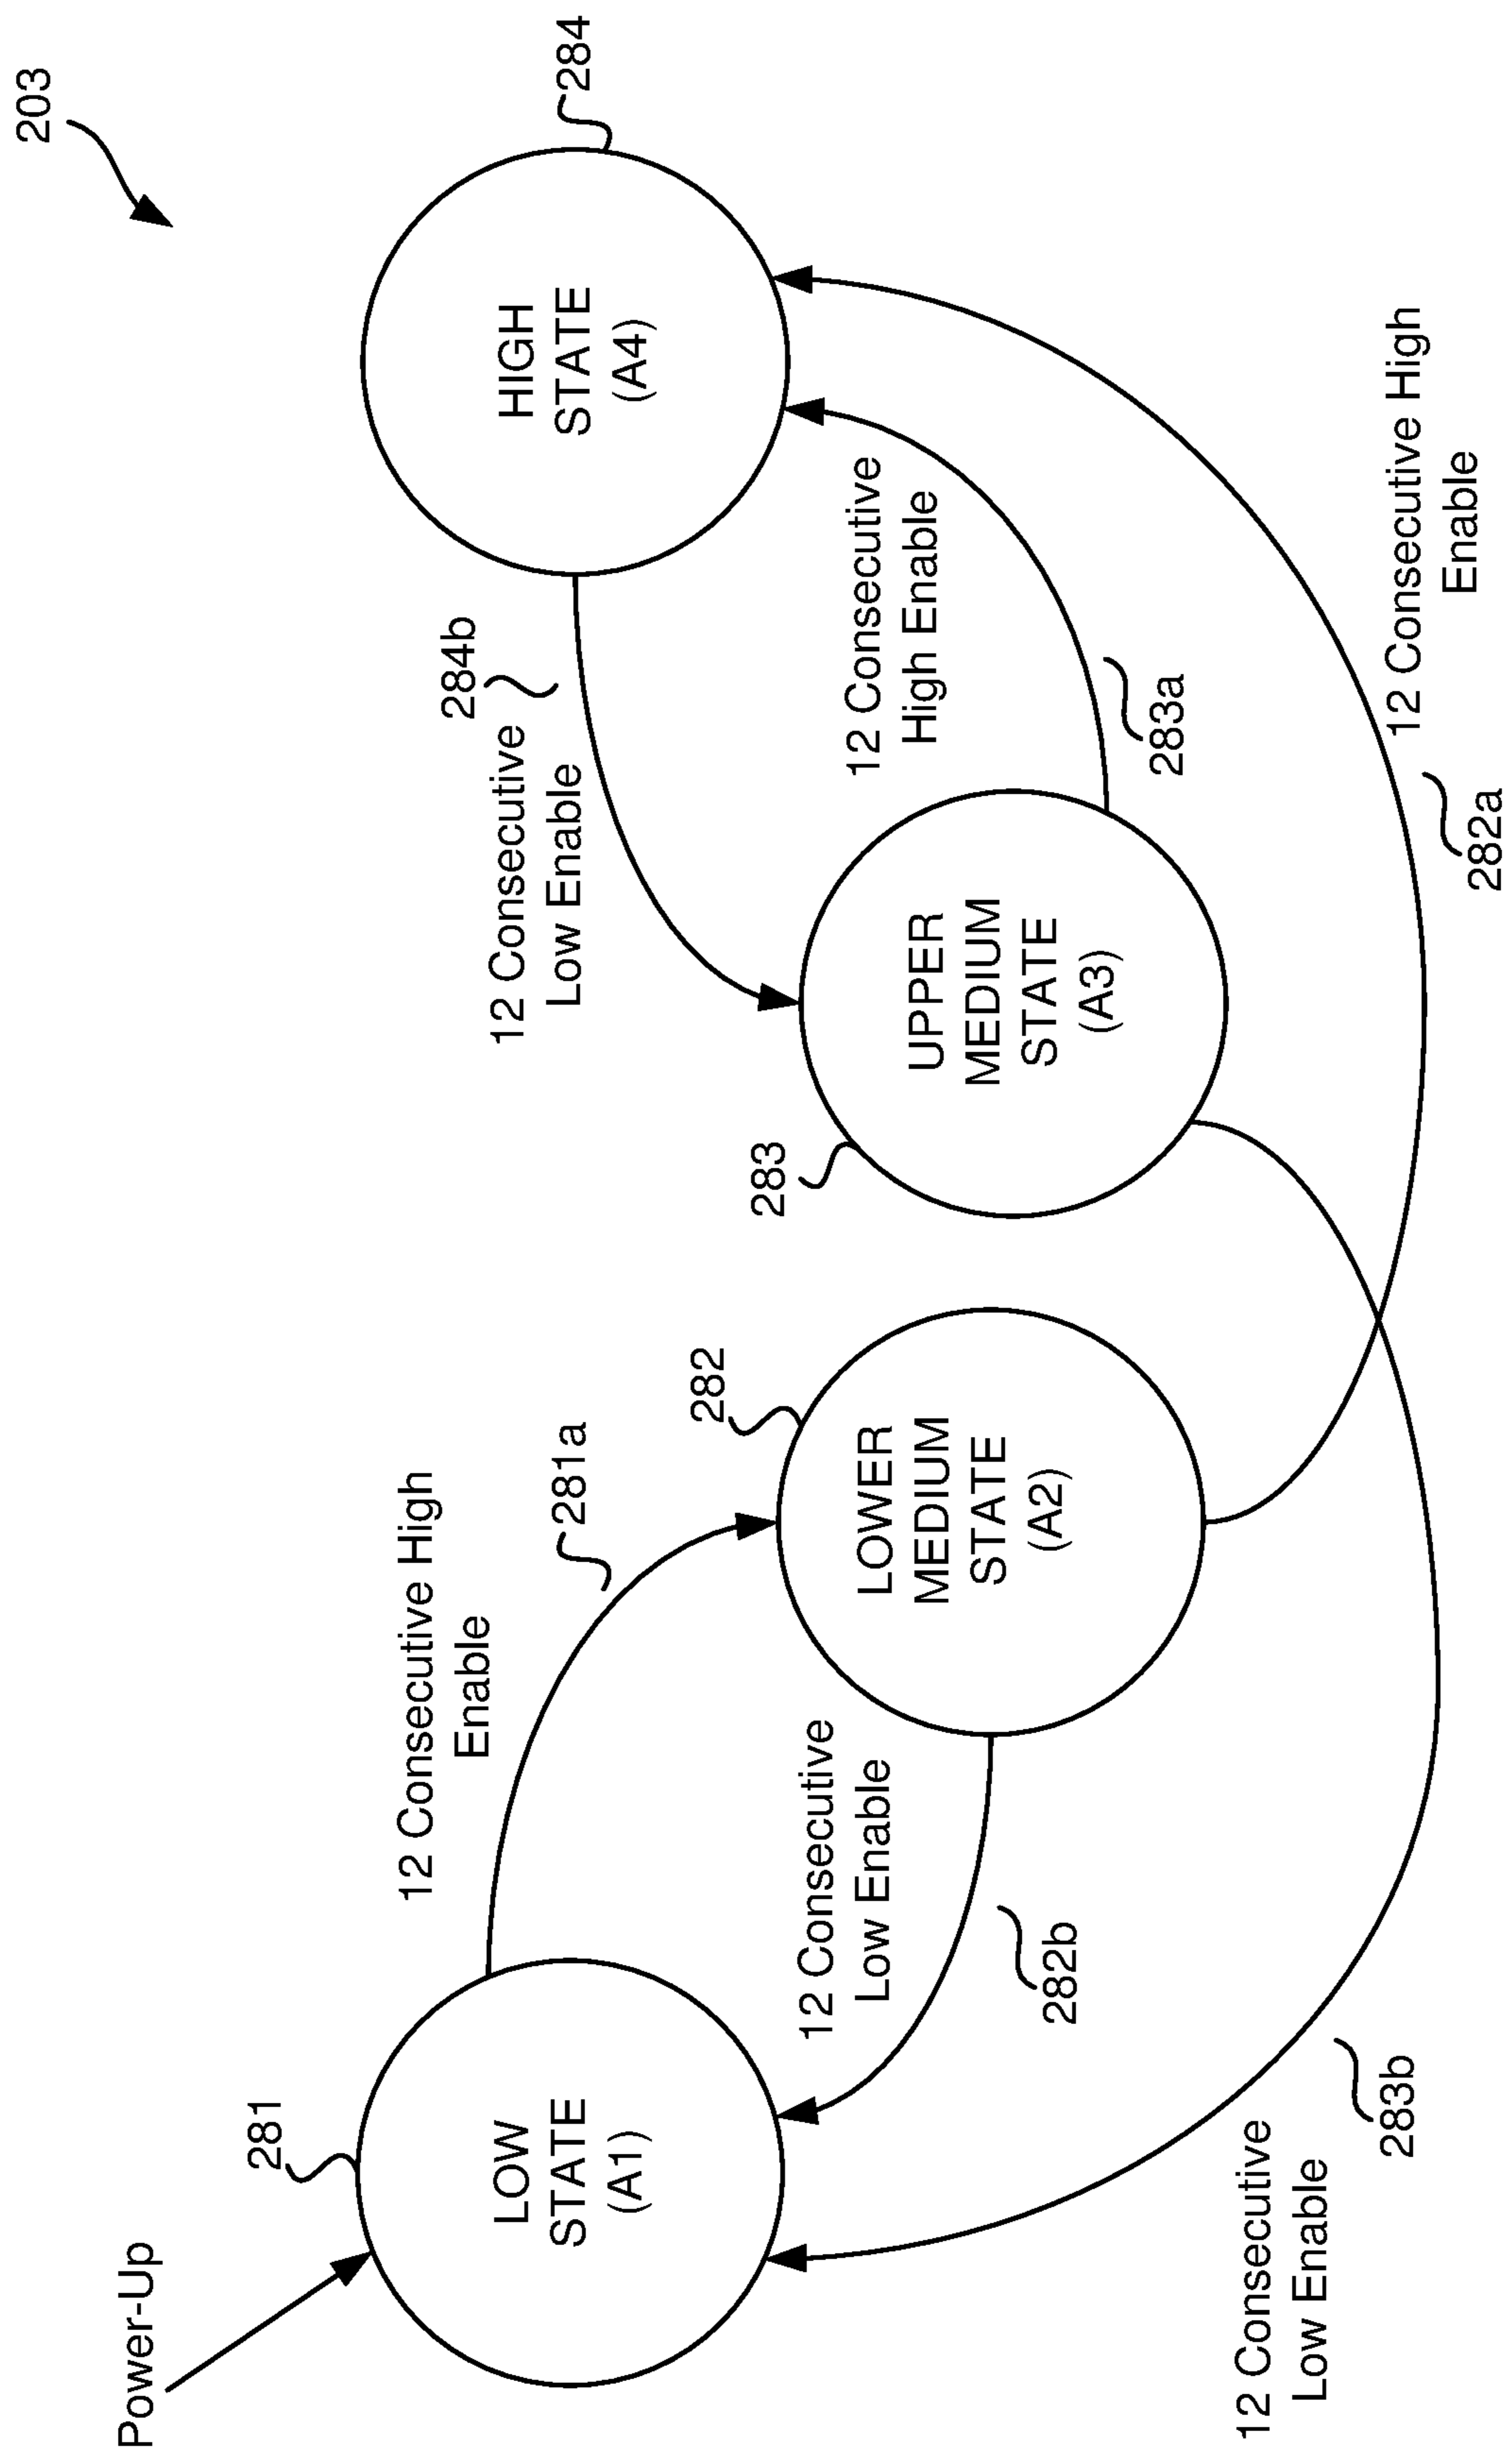 203
Power-Up
281
LOW
STATE
(A1)
12 Consecutive High
Enable
281a
282
LOWER
MEDIUM
STATE
(A2)
12 Consecutive
Low Enable
282b
12 Consecutive
Low Enable
283b
284
HIGH
STATE
(A4)
284b
12 Consecutive
Low Enable
283
UPPER
MEDIUM
STATE
(A3)
12 Consecutive
High Enable
283a
12 Consecutive High
Enable
282a